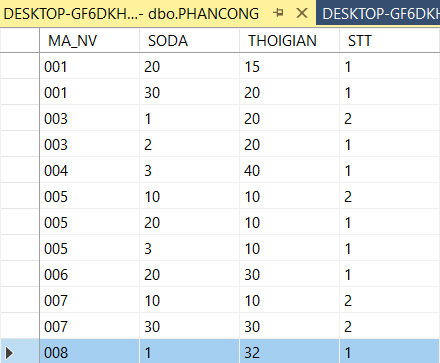 DESKTOP-GF6DKH...- dbo.PHANCONG DESKTOP-GF6DKH
MA_NV SODA THOIGIAN STT
001 20 15 1
001 30 20 1
003 1 20 2
003 2 20 1
004 3 40 1
005 10 10 2
005 20 10 1
005 3 10 1
006 20 30 1
007 10 10 2
007 30 30 2
008 1 32 1